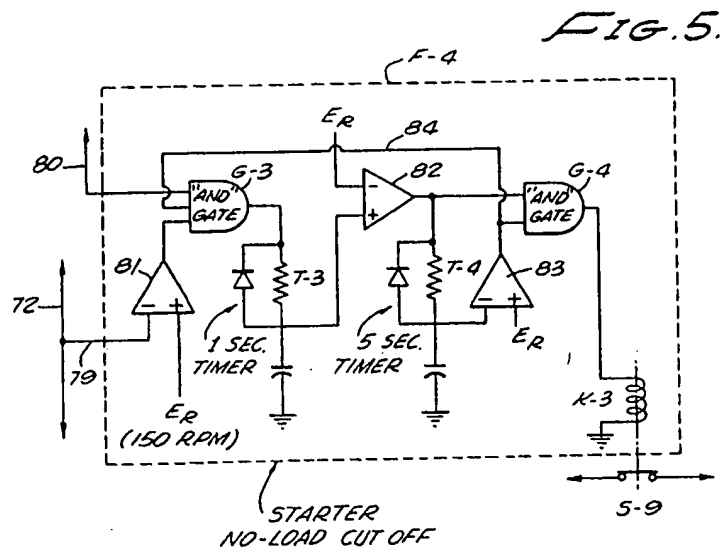 FIG. 5.
F-4
E_R
84
80
G-3
82
G-4
"AND"
GATE
"AND"
GATE
-
+
81
T-3
T-4
83
72
- +
- +
79
1 SEC.
TIMER
5 SEC.
TIMER
E_R
E_R
(150 RPM)
K-3
STARTER
NO-LOAD CUT OFF
S-9